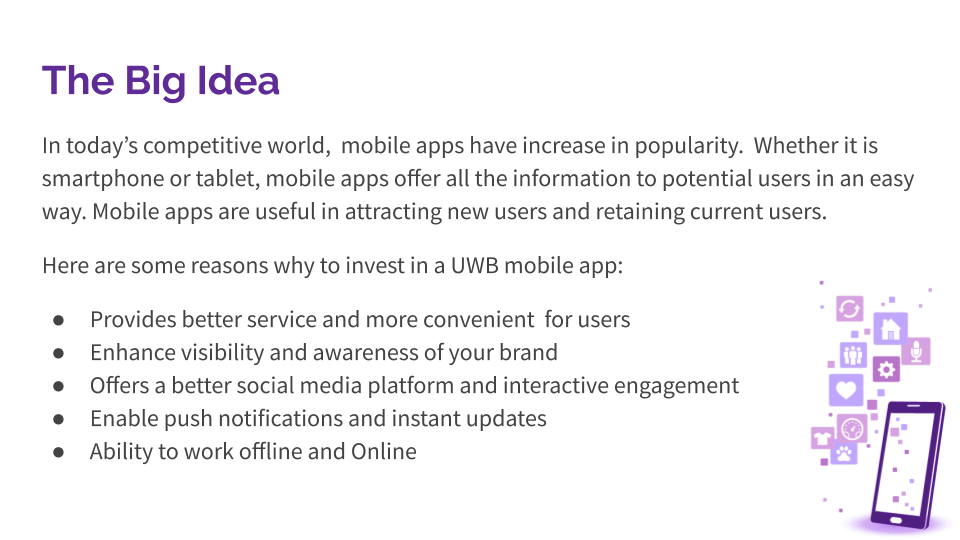 The Big Idea
In today’s competitive world,  mobile apps have increase in popularity.  Whether it is
smartphone or tablet, mobile apps offer all the information to potential users in an easy
way. Mobile apps are useful in attracting new users and retaining current users.
Here are some reasons why to invest in a UWB mobile app:
● Provides better service and more convenient  for users
● Enhance visibility and awareness of your brand
● Offers a better social media platform and interactive engagement
● Enable push notifications and instant updates
● Ability to work offline and Online